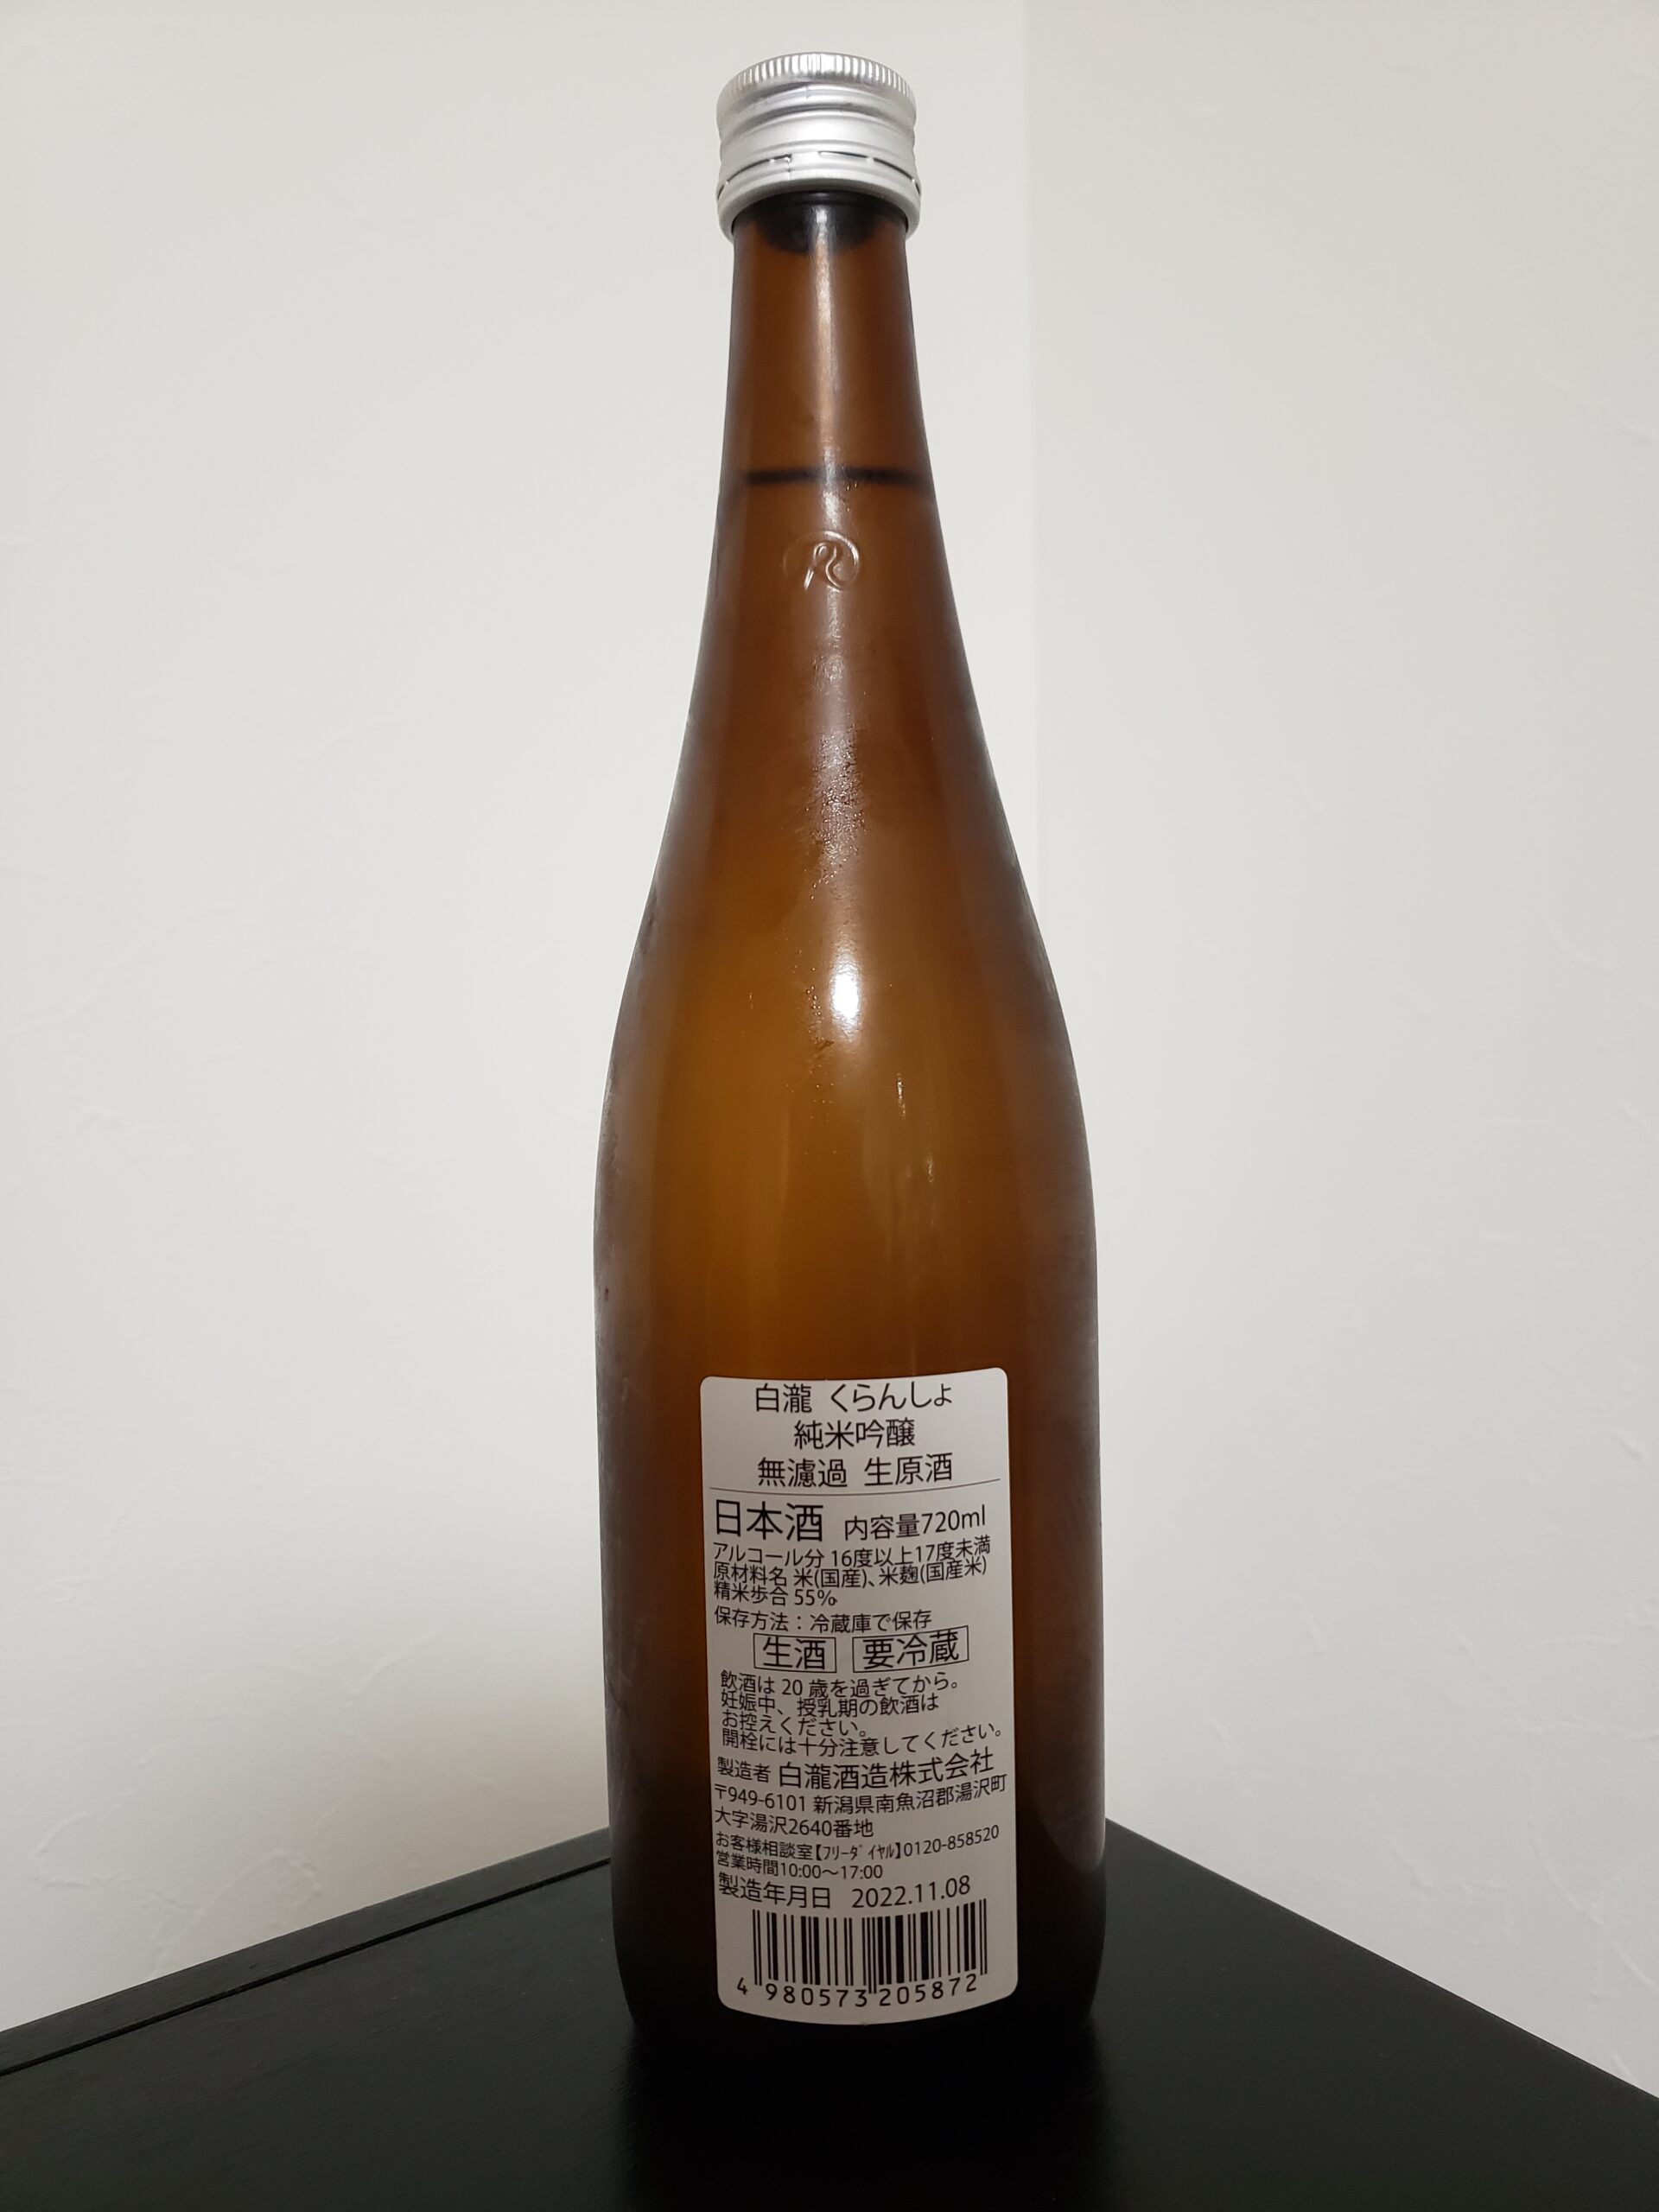 R
白瀧 くらんしょ
純米吟醸
無濾過 生原酒
日本酒 内容量720ml
アルコール分 16度以上17度未満
原材料名 米(国産)、米麹(国産米)
精米歩合 55%
保存方法：冷蔵庫で保存
生酒 要冷蔵
飲酒は 20 歳を過ぎてから。
妊娠中、授乳期の飲酒は
お控えください。
開栓には十分注意してください。
製造者 白瀧酒造株式会社
〒949-6101 新潟県南魚沼郡湯沢町
大字湯沢2640番地
お客様相談室【ﾌﾘｰﾀﾞｲﾔﾙ】0120-858520
営業時間10:00～17:00
製造年月日 2022.11.08
4 980573 205872